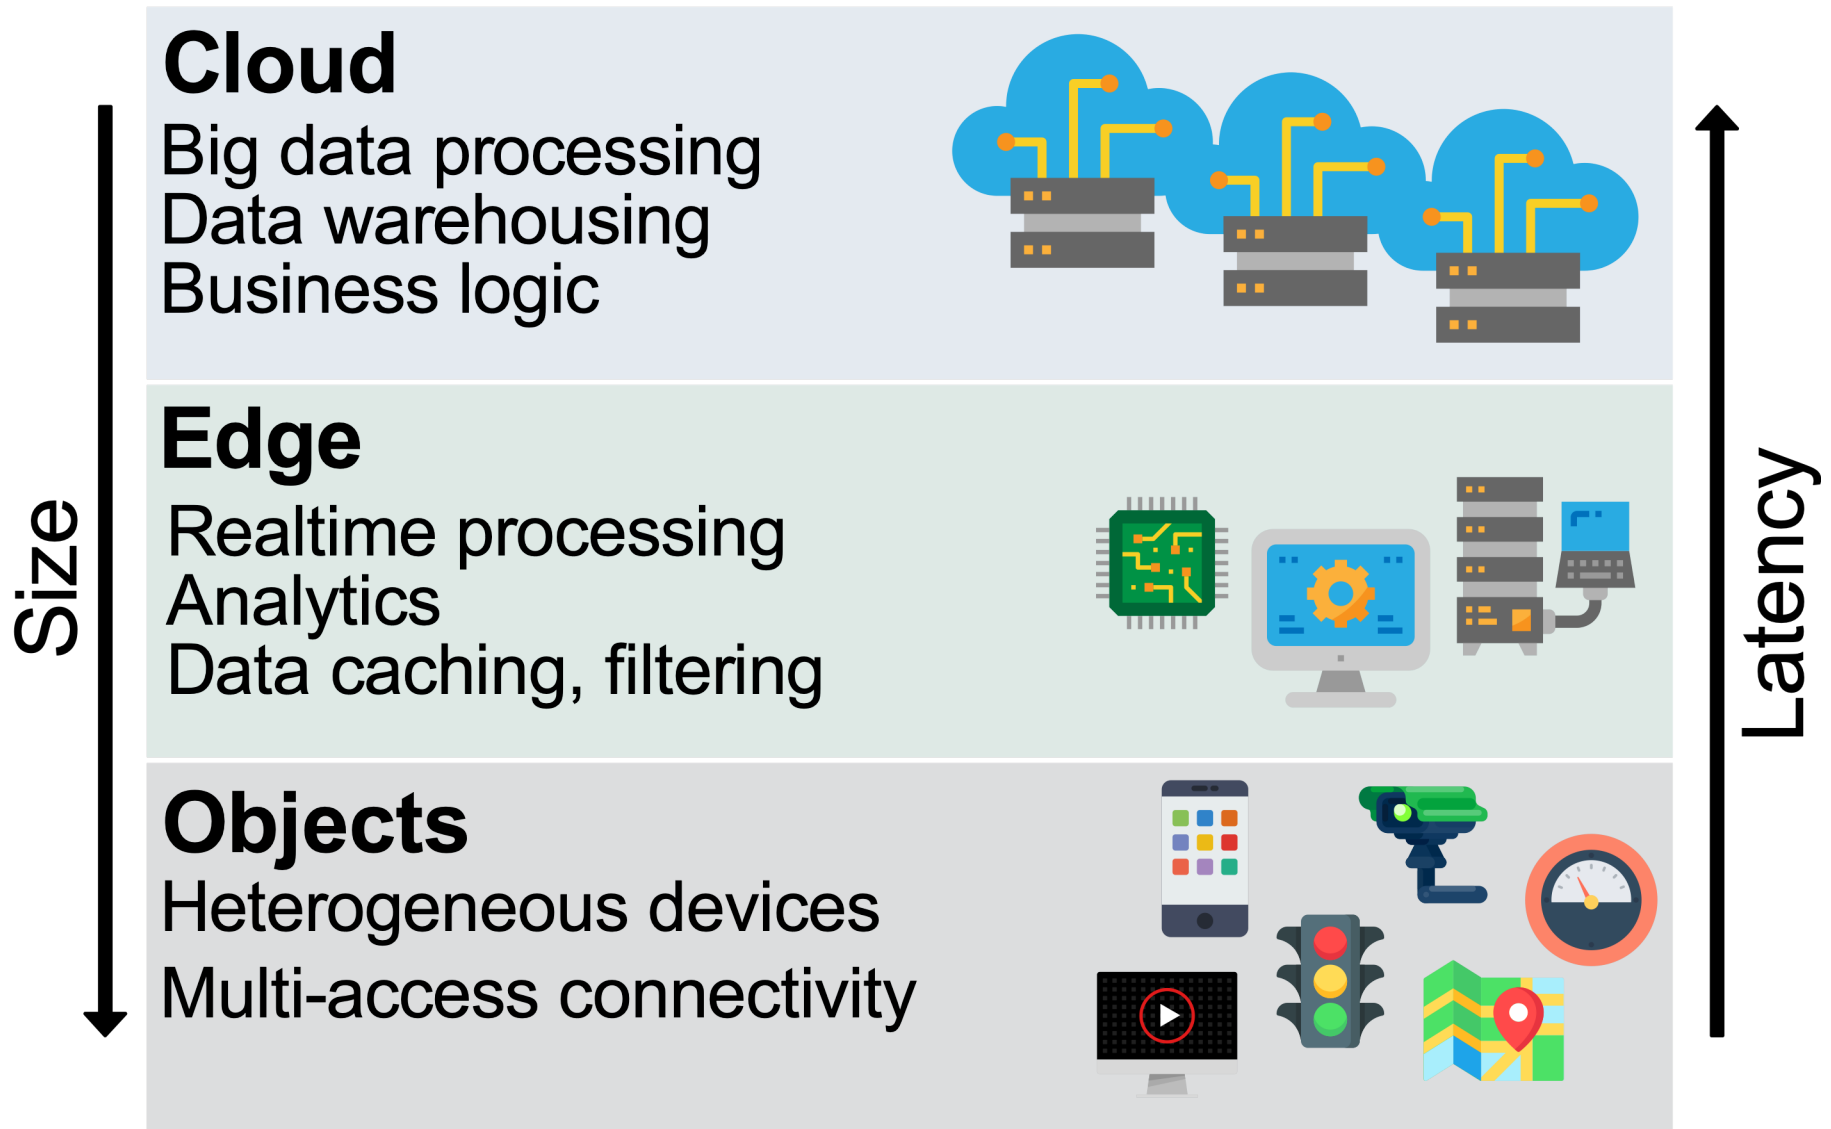 Cloud
Big data processing
Data warehousing
Business logic
Edge
Realtime processing
Analytics
Data caching, filtering
Objects
Heterogeneous devices
Multi-access connectivity
Size
Latency